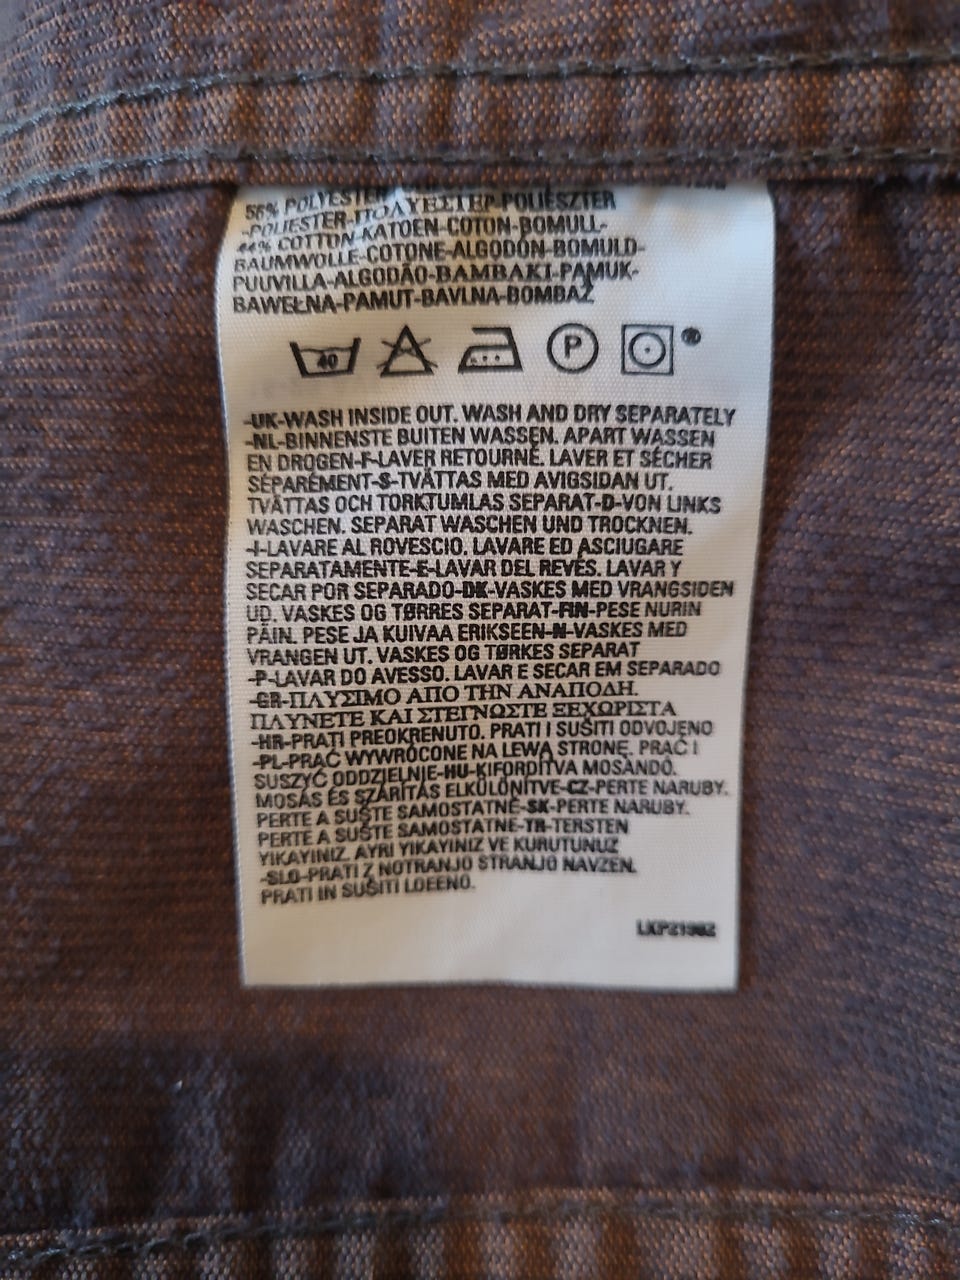 56% POLYESTER
-POLIESTER-ΠΟΛΥΕΣΤΕΡ-POLIÉSZTER
44% COTTON-KATOEN-COTON-BOMULL-
BAUMWOLLE-COTONE-ALGODÓN-BOMULD-
PUUVILLA-ALGODÃO-BAMBAKI-PAMUK-
BAWEŁNA-PAMUT-BAVLNA-BOMBAŽ
40 P ®
-UK-WASH INSIDE OUT. WASH AND DRY SEPARATELY
-NL-BINNENSTE BUITEN WASSEN. APART WASSEN
EN DROGEN-F-LAVER RETOURNÉ. LAVER ET SÉCHER
SÉPARÉMENT-S-TVÄTTAS MED AVIGSIDAN UT.
TVÄTTAS OCH TORKTUMLAS SEPARAT-D-VON LINKS
WASCHEN. SEPARAT WASCHEN UND TROCKNEN.
-I-LAVARE AL ROVESCIO. LAVARE ED ASCIUGARE
SEPARATAMENTE-E-LAVAR DEL REVÉS. LAVAR Y
SECAR POR SEPARADO-DK-VASKES MED VRANGSIDEN
UD. VASKES OG TØRRES SEPARAT-FIN-PESE NURIN
PÄIN. PESE JA KUIVAA ERIKSEEN-N-VASKES MED
VRANGEN UT. VASKES OG TØRKES SEPARAT
-P-LAVAR DO AVESSO. LAVAR E SECAR EM SEPARADO
-GR-ΠΛΥΣΙΜΟ ΑΠΟ ΤΗΝ ΑΝΑΠΟΔΗ.
ΠΛΥΝΕΤΕ ΚΑΙ ΣΤΕΓΝΩΣΤΕ ΞΕΧΩΡΙΣΤΑ
-HR-PRATI PREOKRENUTO. PRATI I SUŠITI ODVOJENO
-PL-PRAĆ WYWRÓCONE NA LEWĄ STRONĘ. PRAĆ I
SUSZYĆ ODDZIELNIE-HU-KIFORDÍTVA MOSANDÓ.
MOSÁS ÉS SZÁRÍTÁS ELKÜLÖNÍTVE-CZ-PERTE NARUBY.
PERTE A SUŠTE SAMOSTATNĚ-SK-PERTE NARUBY.
PERTE A SUŠTE SAMOSTATNE-TR-TERSTEN
YIKAYINIZ. AYRI YIKAYINIZ VE KURUTUNUZ
-SLO-PRATI Z NOTRANJO STRANJO NAVZEN.
PRATI IN SUŠITI LOEENO.